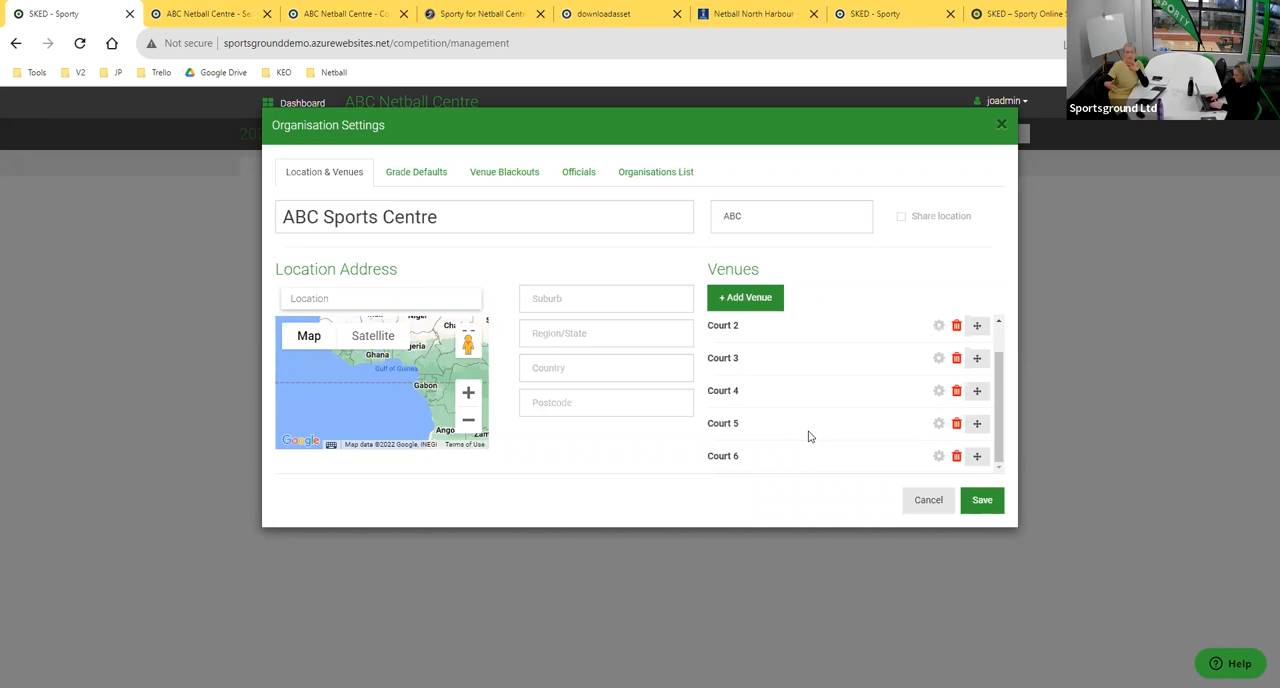 SKED - Sporty
ABC Netball Centre - Se
ABC Netball Centre - Co
Sporty for Netball Centr
downloadasset
Netball North Harbour
SKED - Sporty
SKED – Sporty Online S
Not secure
sportsgrounddemo.azurewebsites.net/competition/management
Tools
V2
JP
Trello
Google Drive
KEO
Netball
SPORTY
Sportsground Ltd
Dashboard
ABC Netball Centre
joadmin
Organisation Settings
Location & Venues
Grade Defaults
Venue Blackouts
Officials
Organisations List
ABC Sports Centre
ABC
Share location
Location Address
Venues
Location
Suburb
+ Add Venue
Map
Satellite
Ghana
Gulf of Guinea
Gabon
Google
Map data ©2022 Google, INEGI
Terms of Use
Region/State
Country
Postcode
Court 2
Court 3
Court 4
Court 5
Court 6
Cancel
Save
Help